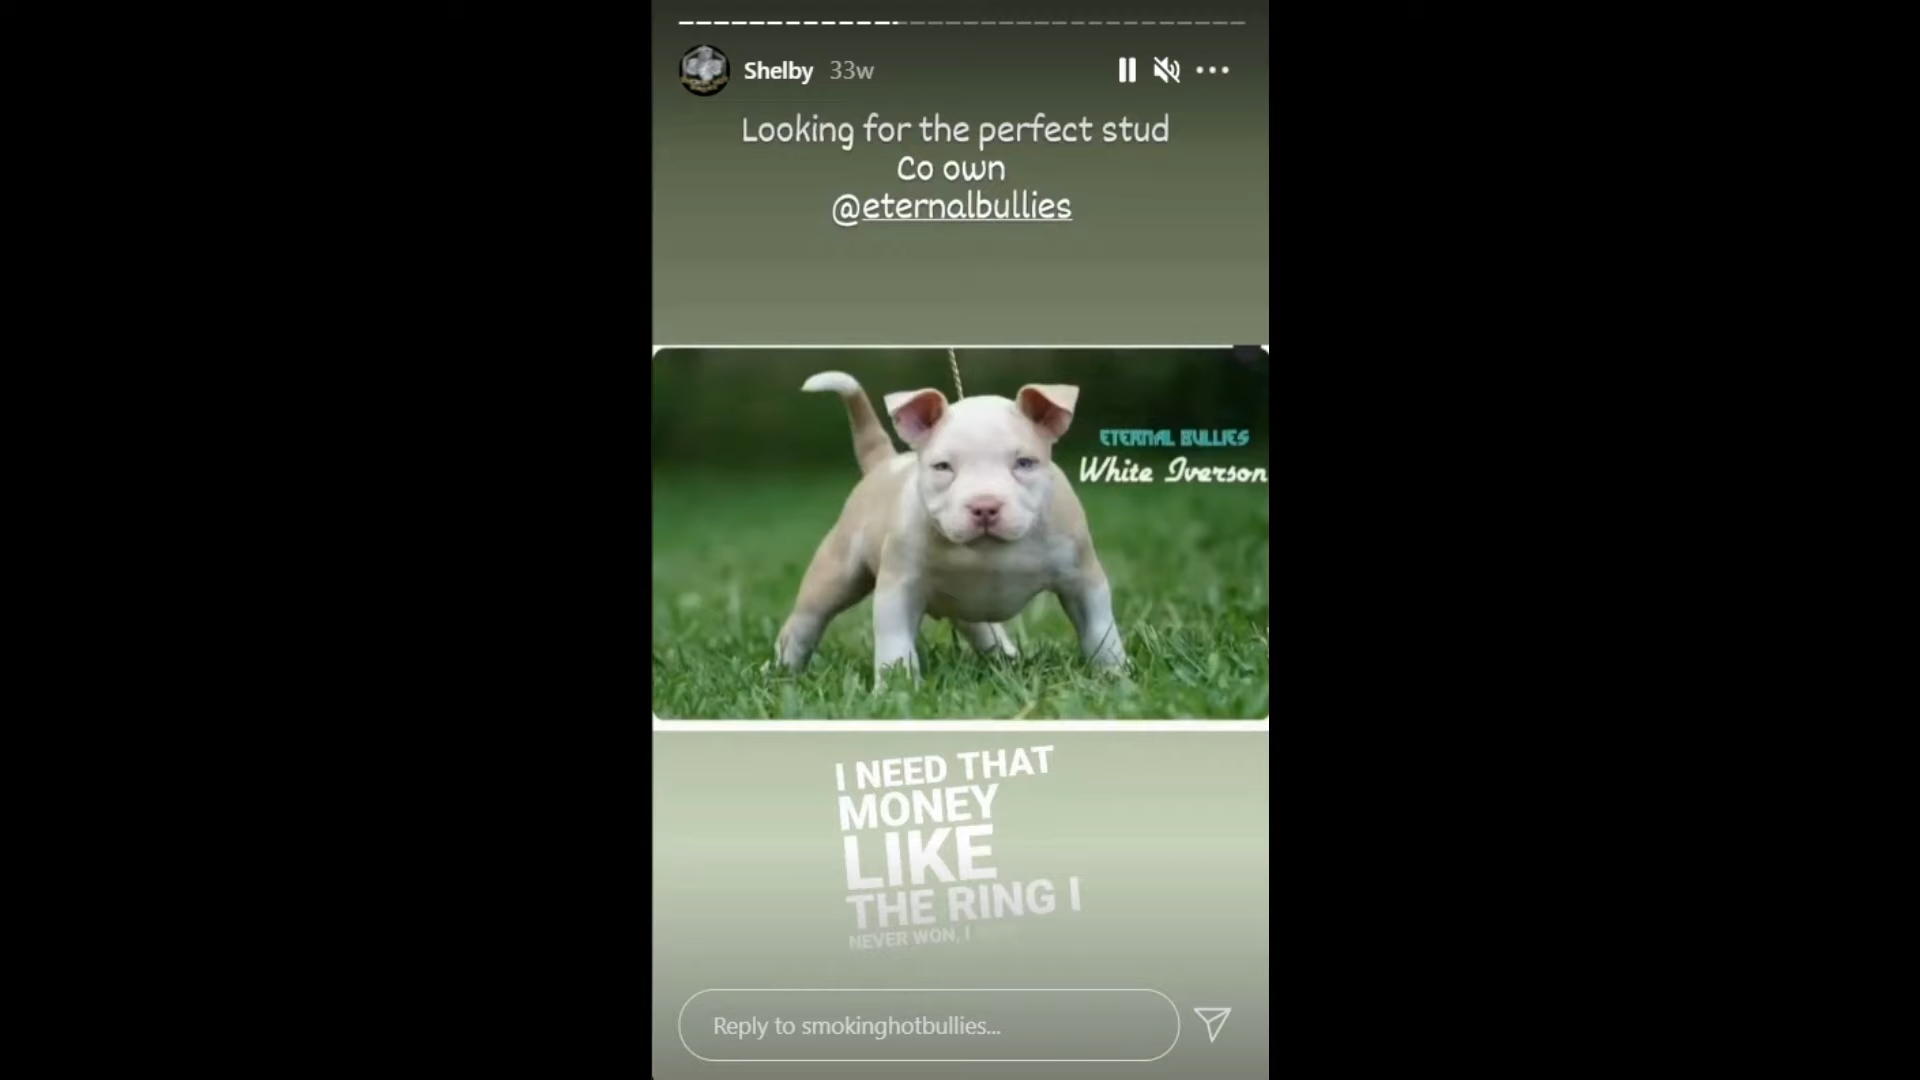 Shelby 33w
Looking for the perfect stud
Co own
@eternalbullies
ETERNAL BULLIES
White Iverson
I NEED THAT
MONEY
LIKE
THE RING I
NEVER WON, I
Reply to smokinghotbullies...